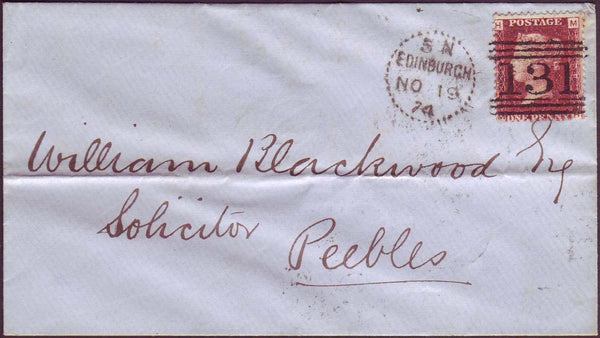 POSTAGE
H M
131
ONE PENNY
EDINBURGH
NO 19
74
William Blackwood Esq
Solicitor
Peebles